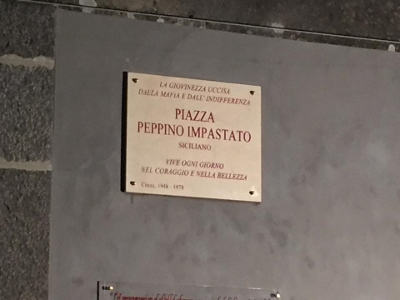 LA GIOVINEZZA UCCISA
DALLA MAFIA E DALL' INDIFFERENZA
PIAZZA
PEPPINO IMPASTATO
SICILIANO
VIVE OGNI GIORNO
NEL CORAGGIO E NELLA BELLEZZA
Cinisi, 1948 - 1978